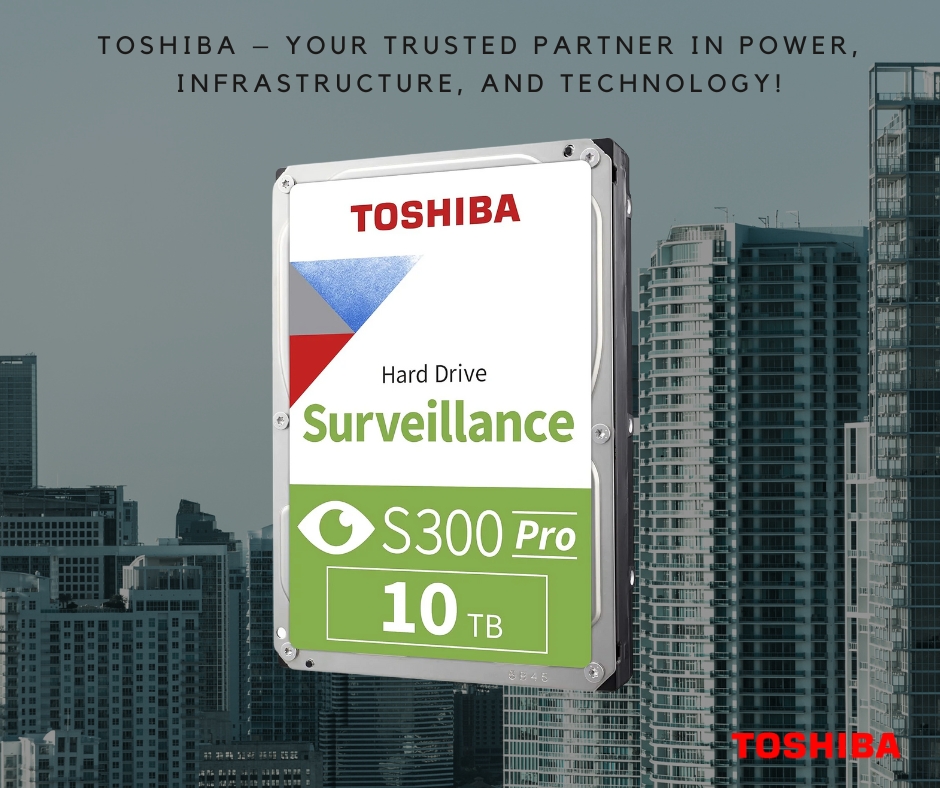 TOSHIBA – YOUR TRUSTED PARTNER IN POWER,
INFRASTRUCTURE, AND TECHNOLOGY!
TOSHIBA
Hard Drive
Surveillance
S300 Pro
10 TB
TOSHIBA